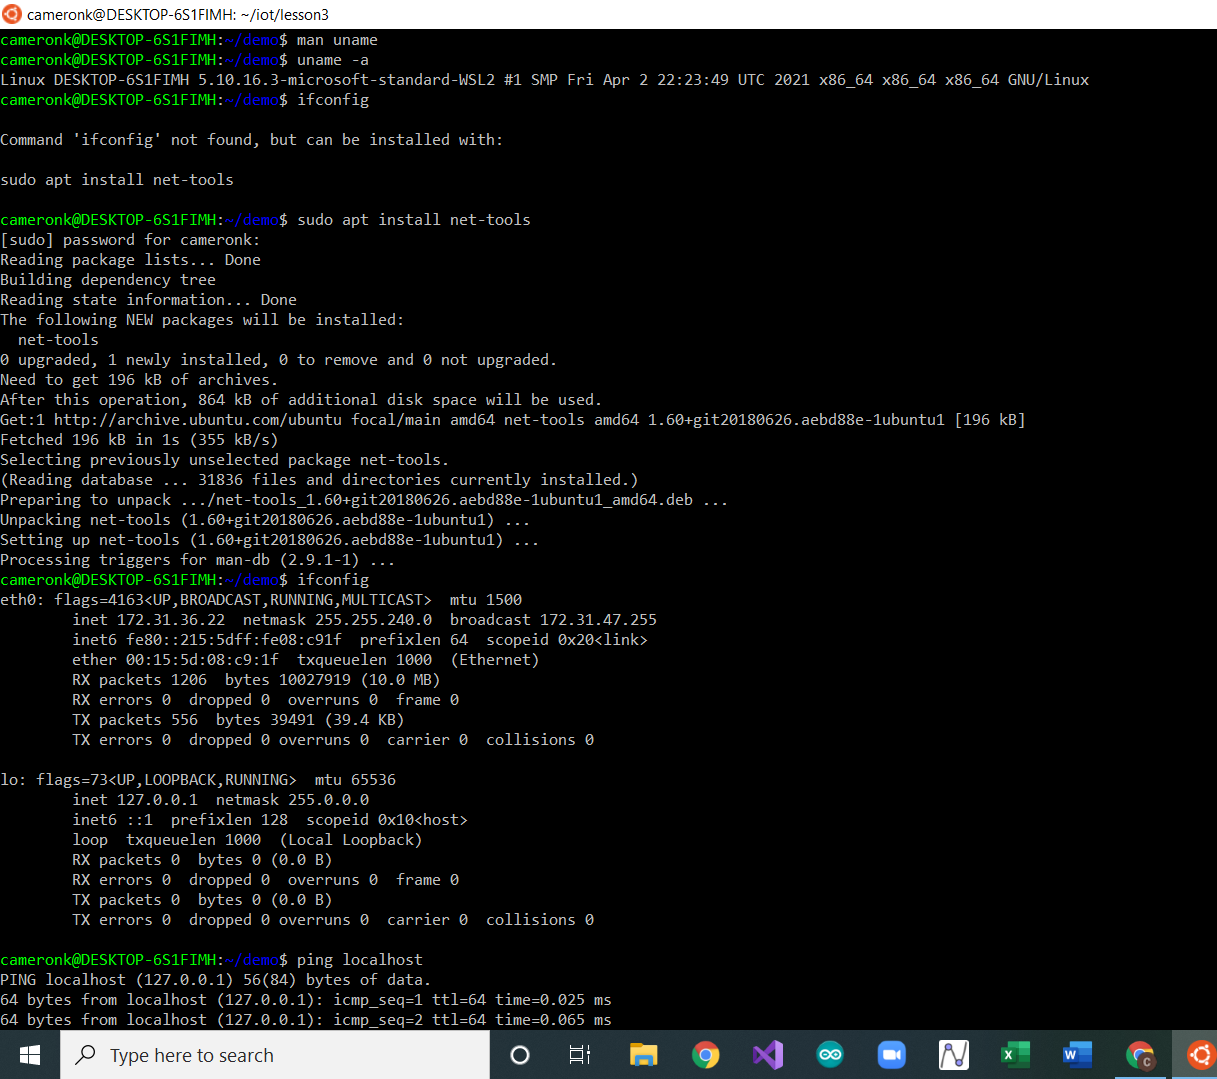 cameronk@DESKTOP-6S1FIMH: ~/iot/lesson3
cameronk@DESKTOP-6S1FIMH:~/demo$ man uname
cameronk@DESKTOP-6S1FIMH:~/demo$ uname -a
Linux DESKTOP-6S1FIMH 5.10.16.3-microsoft-standard-WSL2 #1 SMP Fri Apr 2 22:23:49 UTC 2021 x86_64 x86_64 x86_64 GNU/Linux
cameronk@DESKTOP-6S1FIMH:~/demo$ ifconfig
Command 'ifconfig' not found, but can be installed with:
sudo apt install net-tools
cameronk@DESKTOP-6S1FIMH:~/demo$ sudo apt install net-tools
[sudo] password for cameronk:
Reading package lists... Done
Building dependency tree
Reading state information... Done
The following NEW packages will be installed:
  net-tools
0 upgraded, 1 newly installed, 0 to remove and 0 not upgraded.
Need to get 196 kB of archives.
After this operation, 864 kB of additional disk space will be used.
Get:1 http://archive.ubuntu.com/ubuntu focal/main amd64 net-tools amd64 1.60+git20180626.aebd88e-1ubuntu1 [196 kB]
Fetched 196 kB in 1s (355 kB/s)
Selecting previously unselected package net-tools.
(Reading database ... 31836 files and directories currently installed.)
Preparing to unpack .../net-tools_1.60+git20180626.aebd88e-1ubuntu1_amd64.deb ...
Unpacking net-tools (1.60+git20180626.aebd88e-1ubuntu1) ...
Setting up net-tools (1.60+git20180626.aebd88e-1ubuntu1) ...
Processing triggers for man-db (2.9.1-1) ...
cameronk@DESKTOP-6S1FIMH:~/demo$ ifconfig
eth0: flags=4163<UP,BROADCAST,RUNNING,MULTICAST>  mtu 1500
        inet 172.31.36.22  netmask 255.255.240.0  broadcast 172.31.47.255
        inet6 fe80::215:5dff:fe08:c91f  prefixlen 64  scopeid 0x20<link>
        ether 00:15:5d:08:c9:1f  txqueuelen 1000  (Ethernet)
        RX packets 1206  bytes 10027919 (10.0 MB)
        RX errors 0  dropped 0  overruns 0  frame 0
        TX packets 556  bytes 39491 (39.4 KB)
        TX errors 0  dropped 0 overruns 0  carrier 0  collisions 0
lo: flags=73<UP,LOOPBACK,RUNNING>  mtu 65536
        inet 127.0.0.1  netmask 255.0.0.0
        inet6 ::1  prefixlen 128  scopeid 0x10<host>
        loop  txqueuelen 1000  (Local Loopback)
        RX packets 0  bytes 0 (0.0 B)
        RX errors 0  dropped 0  overruns 0  frame 0
        TX packets 0  bytes 0 (0.0 B)
        TX errors 0  dropped 0 overruns 0  carrier 0  collisions 0
cameronk@DESKTOP-6S1FIMH:~/demo$ ping localhost
PING localhost (127.0.0.1) 56(84) bytes of data.
64 bytes from localhost (127.0.0.1): icmp_seq=1 ttl=64 time=0.025 ms
64 bytes from localhost (127.0.0.1): icmp_seq=2 ttl=64 time=0.065 ms
Type here to search